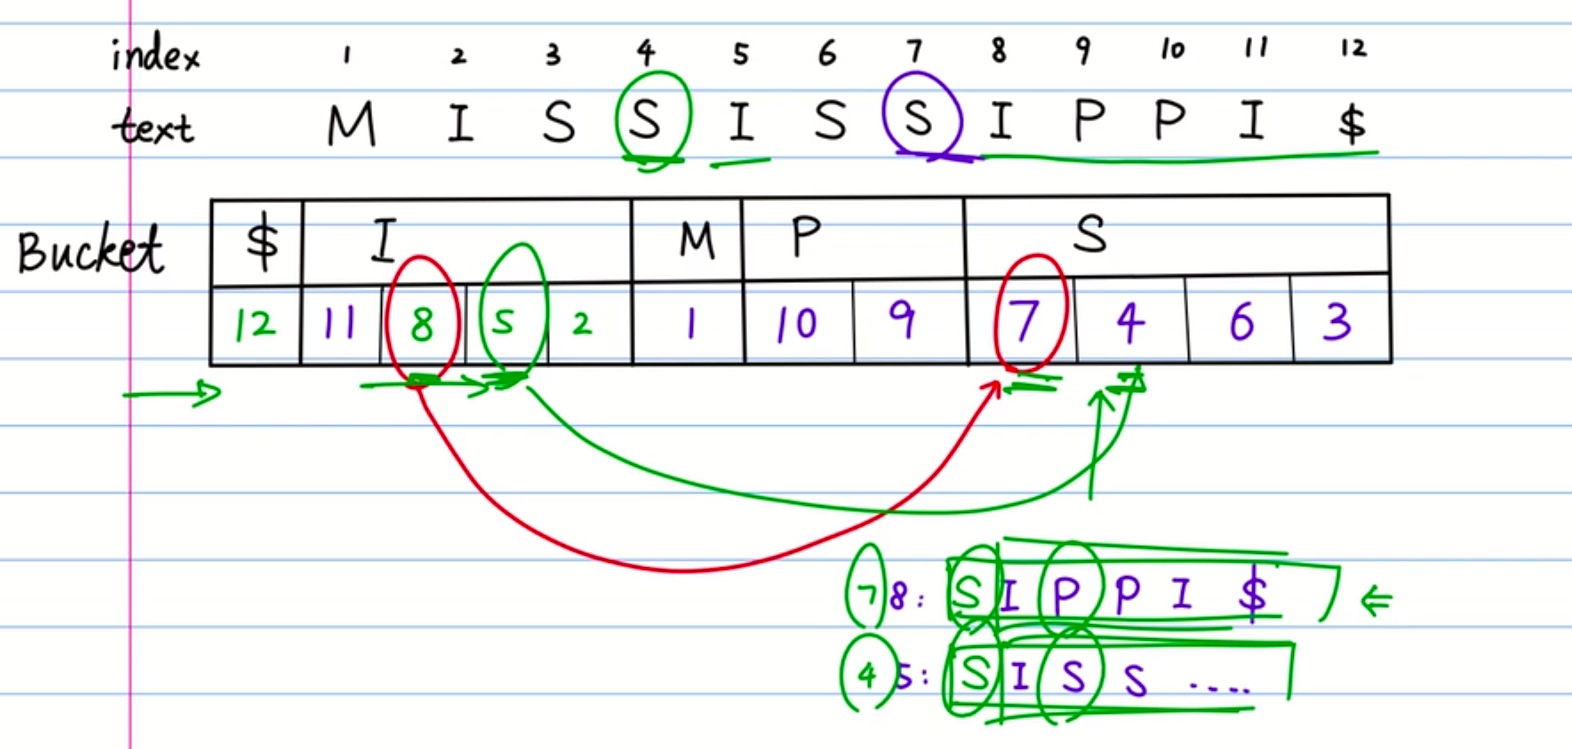 index 1 2 3 4 5 6 7 8 9 10 11 12
text M I S S I S S I P P I $
Bucket $ I M P S
12 11 8 5 2 1 10 9 7 4 6 3
7 8: S I P P I $
4 5: S I S S ....